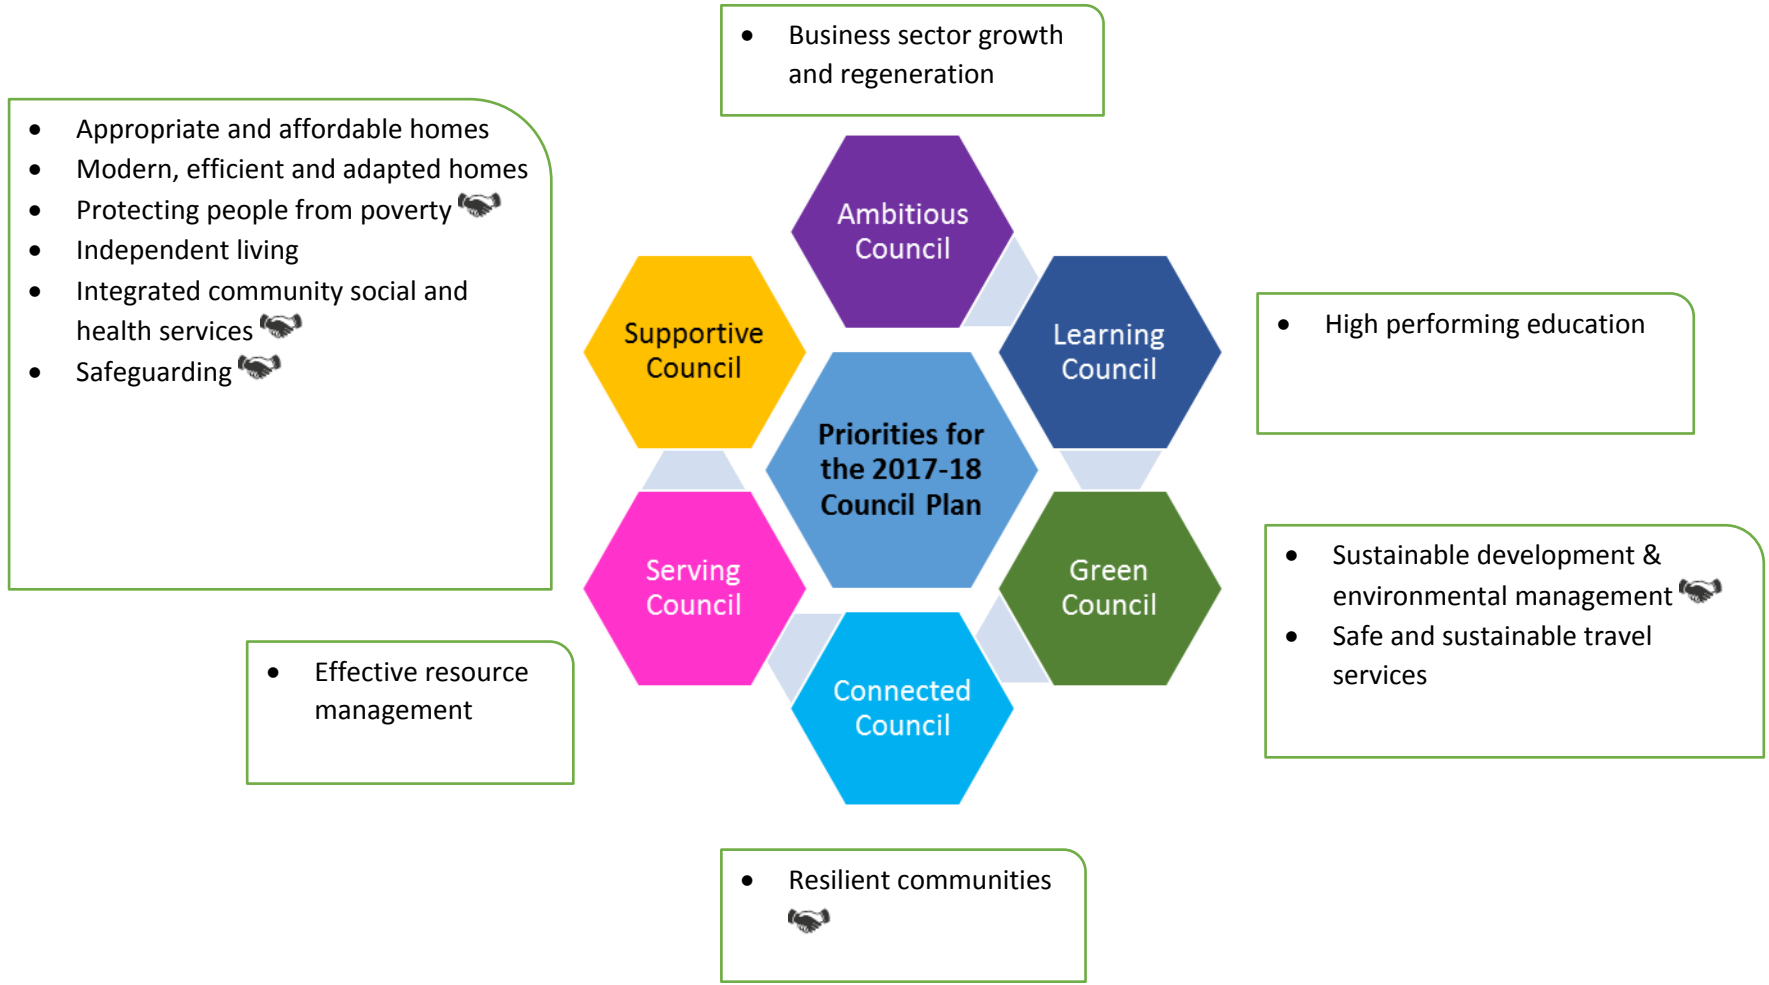 • Business sector growth
and regeneration
• Appropriate and affordable homes
• Modern, efficient and adapted homes
• Protecting people from poverty
• Independent living
• Integrated community social and
health services
• Safeguarding
Ambitious
Council
Supportive
Council
Learning
Council
• High performing education
Priorities for
the 2017-18
Council Plan
Serving
Council
Green
Council
• Sustainable development &
environmental management
• Safe and sustainable travel
services
• Effective resource
management
Connected
Council
• Resilient communities